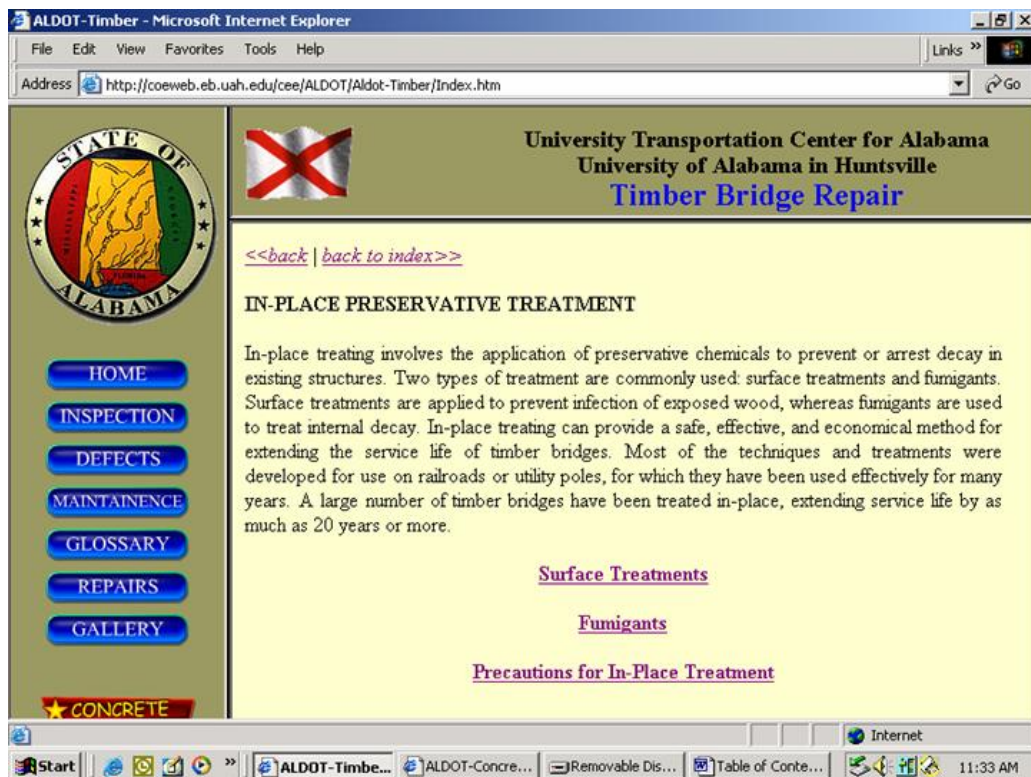 ALDOT-Timber - Microsoft Internet Explorer
File Edit View Favorites Tools Help Links »
Address http://coeweb.eb.uah.edu/cee/ALDOT/Aldot-Timber/Index.htm Go
STATE OF
MISSISSIPPI
GEORGIA
FLORIDA
ALABAMA
University Transportation Center for Alabama
University of Alabama in Huntsville
Timber Bridge Repair
HOME
INSPECTION
DEFECTS
MAINTAINENCE
GLOSSARY
REPAIRS
GALLERY
CONCRETE
<<back | back to index>>
IN-PLACE PRESERVATIVE TREATMENT
In-place treating involves the application of preservative chemicals to prevent or arrest decay in
existing structures. Two types of treatment are commonly used: surface treatments and fumigants.
Surface treatments are applied to prevent infection of exposed wood, whereas fumigants are used
to treat internal decay. In-place treating can provide a safe, effective, and economical method for
extending the service life of timber bridges. Most of the techniques and treatments were
developed for use on railroads or utility poles, for which they have been used effectively for many
years. A large number of timber bridges have been treated in-place, extending service life by as
much as 20 years or more.
Surface Treatments
Fumigants
Precautions for In-Place Treatment
Internet
Start » ALDOT-Timbe... ALDOT-Concre... Removable Dis... Table of Conte... 11:33 AM